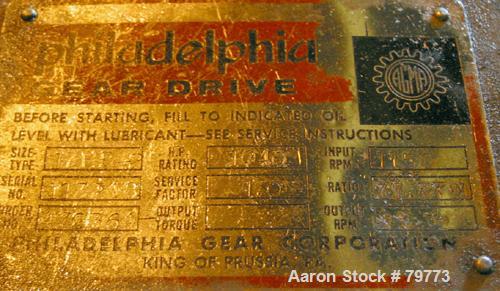 philadelphia
GEAR DRIVE
AGMA
BEFORE STARTING, FILL TO INDICATED OIL
LEVEL WITH LUBRICANT—SEE SERVICE INSTRUCTIONS
SIZE TYPE H.P. RATING INPUT RPM
SERIAL NO. SERVICE FACTOR RATIO
ORDER NO. OUTPUT TORQUE OUTPUT RPM
PHILADELPHIA GEAR CORPORATION
KING OF PRUSSIA, PA.
Aaron Stock # 79773